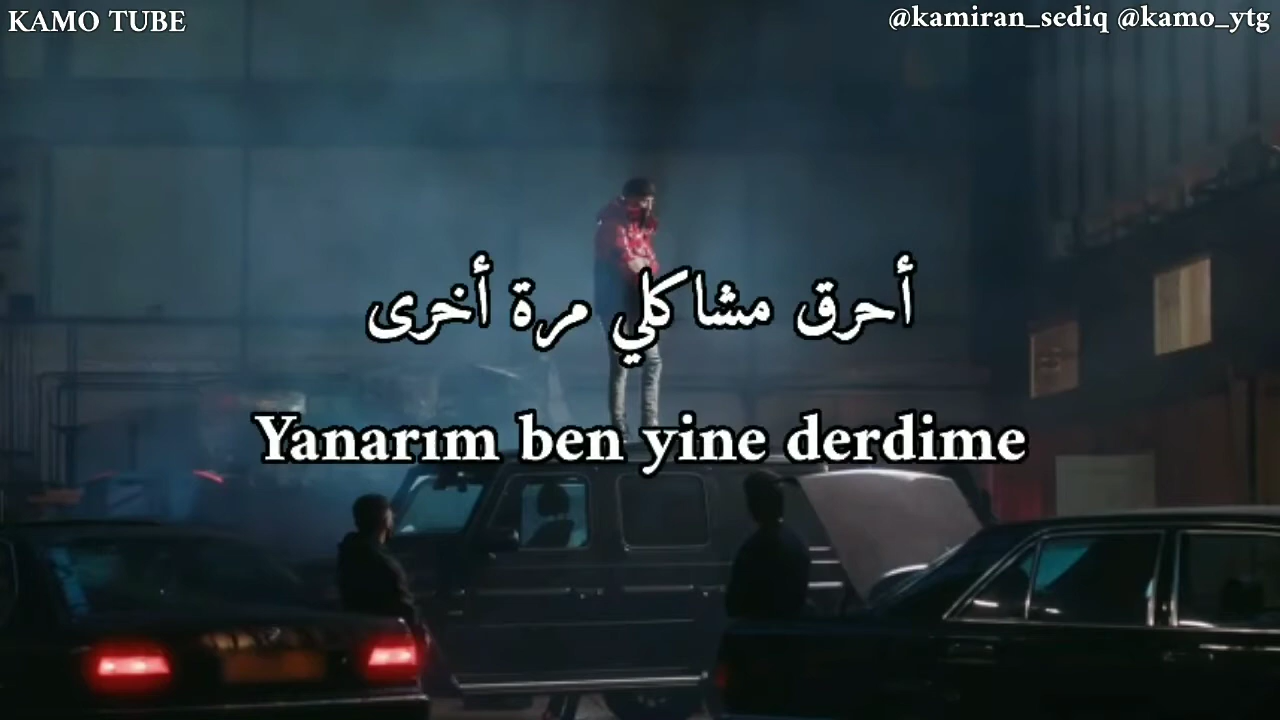 KAMO TUBE
@kamiran_sediq @kamo_ytg
أحرق مشاكلي مرة أخرى
Yanarım ben yine derdime